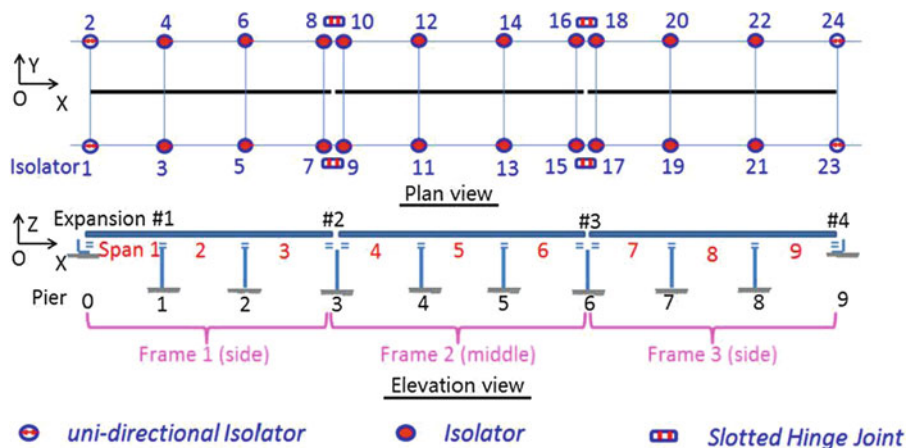 2 4 6 8 10 12 14 16 18 20 22 24
Y
O X
Isolator 1 3 5 7 9 11 13 15 17 19 21 23
Plan view
Z Expansion #1 #2 #3 #4
O X Span 1 2 3 4 5 6 7 8 9
Pier 0 1 2 3 4 5 6 7 8 9
Frame 1 (side) Frame 2 (middle) Frame 3 (side)
Elevation view
uni-directional Isolator Isolator Slotted Hinge Joint